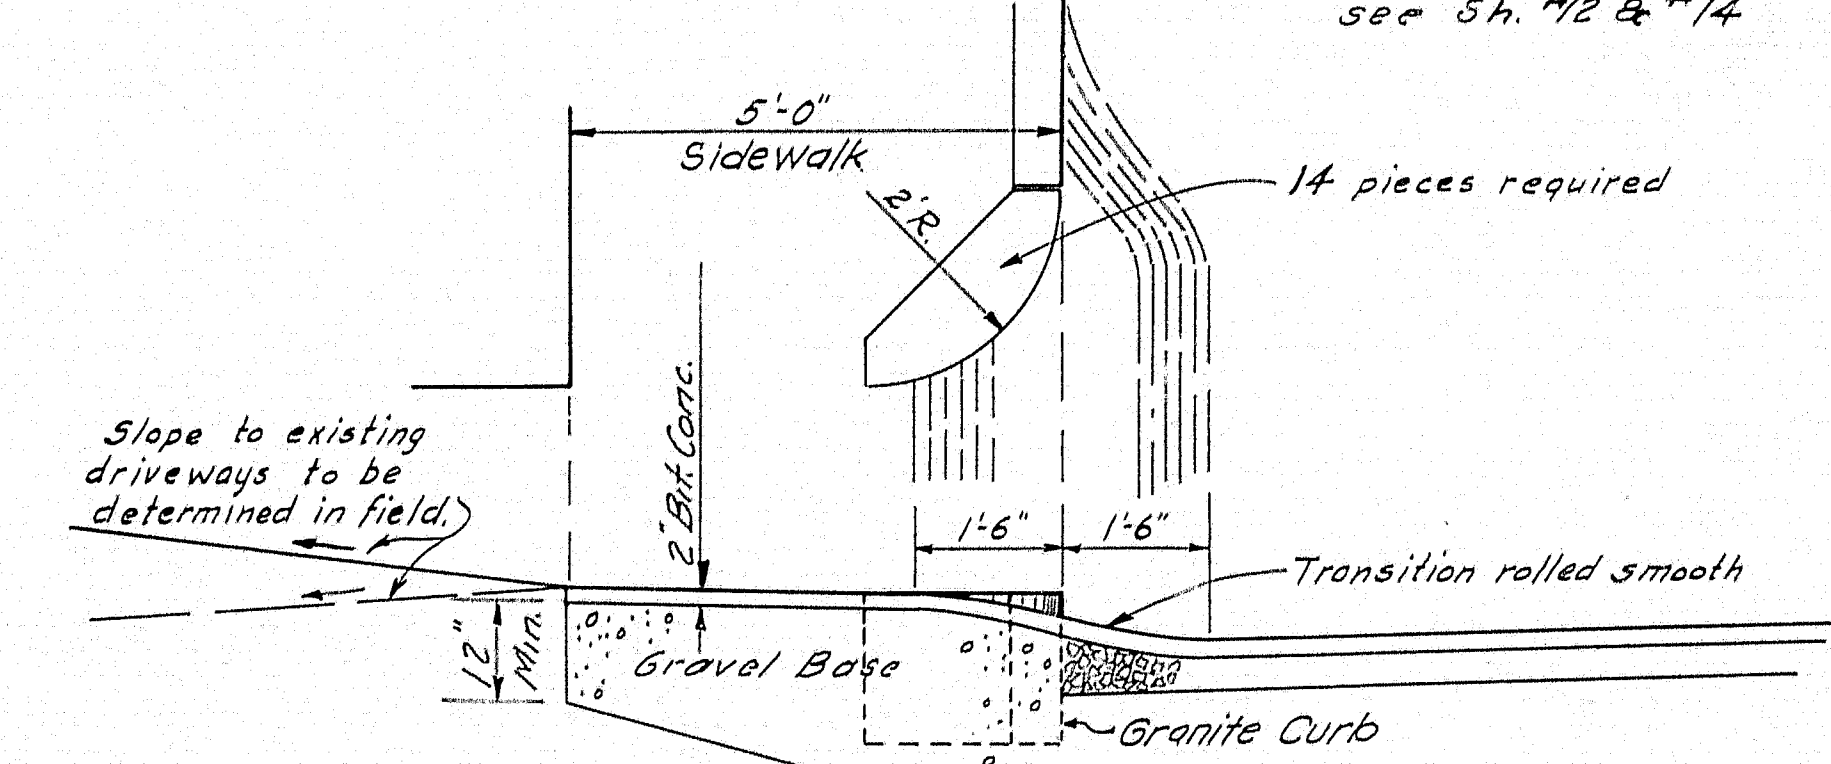 see Sh. #12 & #14
5'-0"
Sidewalk
14 pieces required
2'R.
2" Bit. Conc.
Slope to existing
driveways to be
determined in field.
1'-6"
1'-6"
Transition rolled smooth
12"
Min.
Gravel Base
Granite Curb